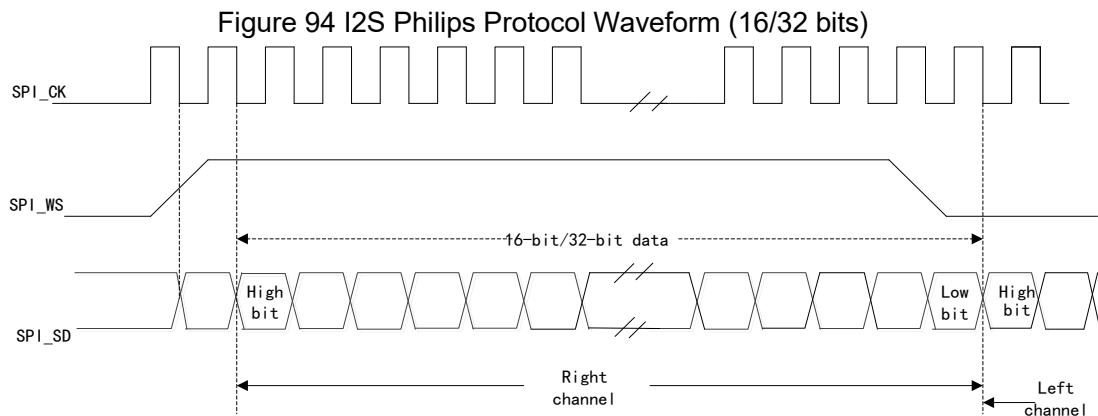 Figure 94 I2S Philips Protocol Waveform (16/32 bits)
SPI_CK
SPI_WS
16-bit/32-bit data
High
bit
Low
bit
High
bit
SPI_SD
Right
channel
Left
channel